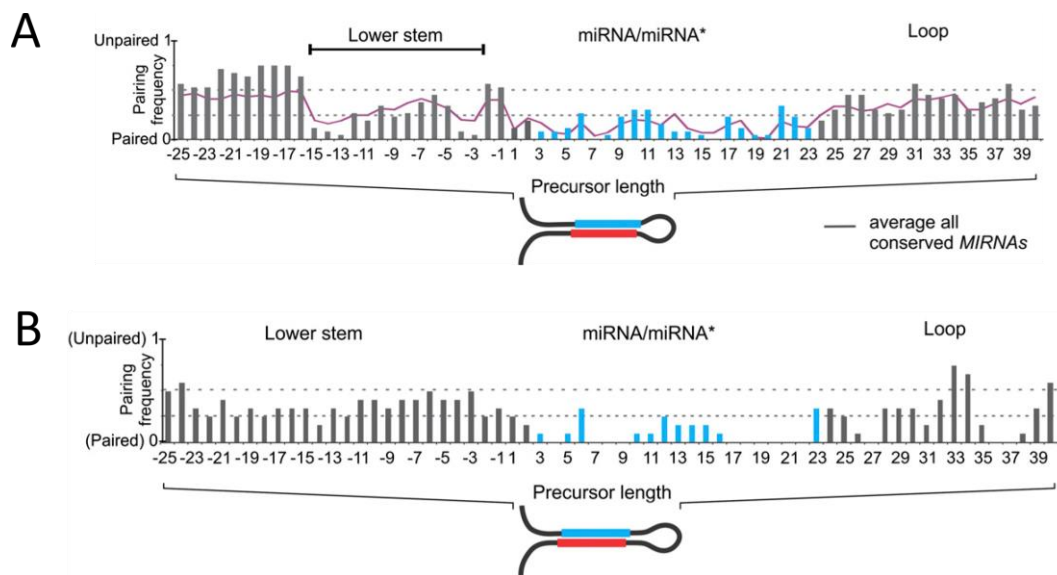 A
Lower stem miRNA/miRNA* Loop
Unpaired 1
Pairing
frequency
Paired 0
-25 -23 -21 -19 -17 -15 -13 -11 -9 -7 -5 -3 -1 1 3 5 7 9 11 13 15 17 19 21 23 25 27 29 31 33 35 37 39
Precursor length
average all
conserved MIRNAs
B
Lower stem miRNA/miRNA* Loop
(Unpaired) 1
Pairing
frequency
(Paired) 0
-25 -23 -21 -19 -17 -15 -13 -11 -9 -7 -5 -3 -1 1 3 5 7 9 11 13 15 17 19 21 23 25 27 29 31 33 35 37 39
Precursor length